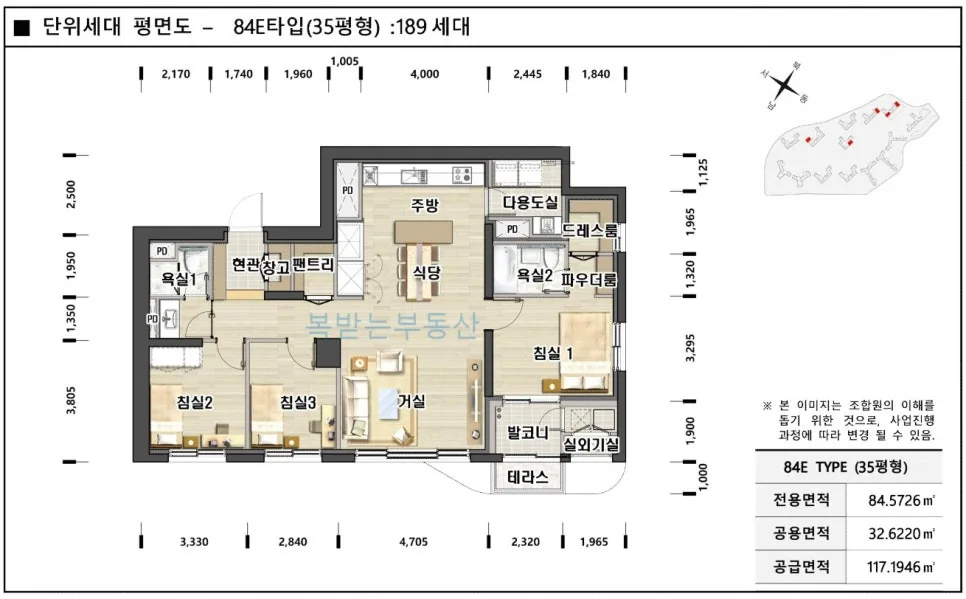 ■ 단위세대 평면도 – 84E타입(35평형) :189세대
2,170 1,740 1,960 1,005 4,000 2,445 1,840
북
서
동
남
2,500
1,950
1,350
3,805
1,125
1,965
1,320
3,295
1,900
1,000
PD
주방
다용도실
PD
드레스룸
PD
욕실1
현관
창고
팬트리
식당
욕실2
파우더룸
PD
복받는부동산
침실 1
침실2
침실3
거실
발코니
실외기실
테라스
3,330 2,840 4,705 2,320 1,965
※ 본 이미지는 조합원의 이해를
돕기 위한 것으로, 사업진행
과정에 따라 변경 될 수 있음.
84E TYPE (35평형)
전용면적 84.5726㎡
공용면적 32.6220㎡
공급면적 117.1946㎡